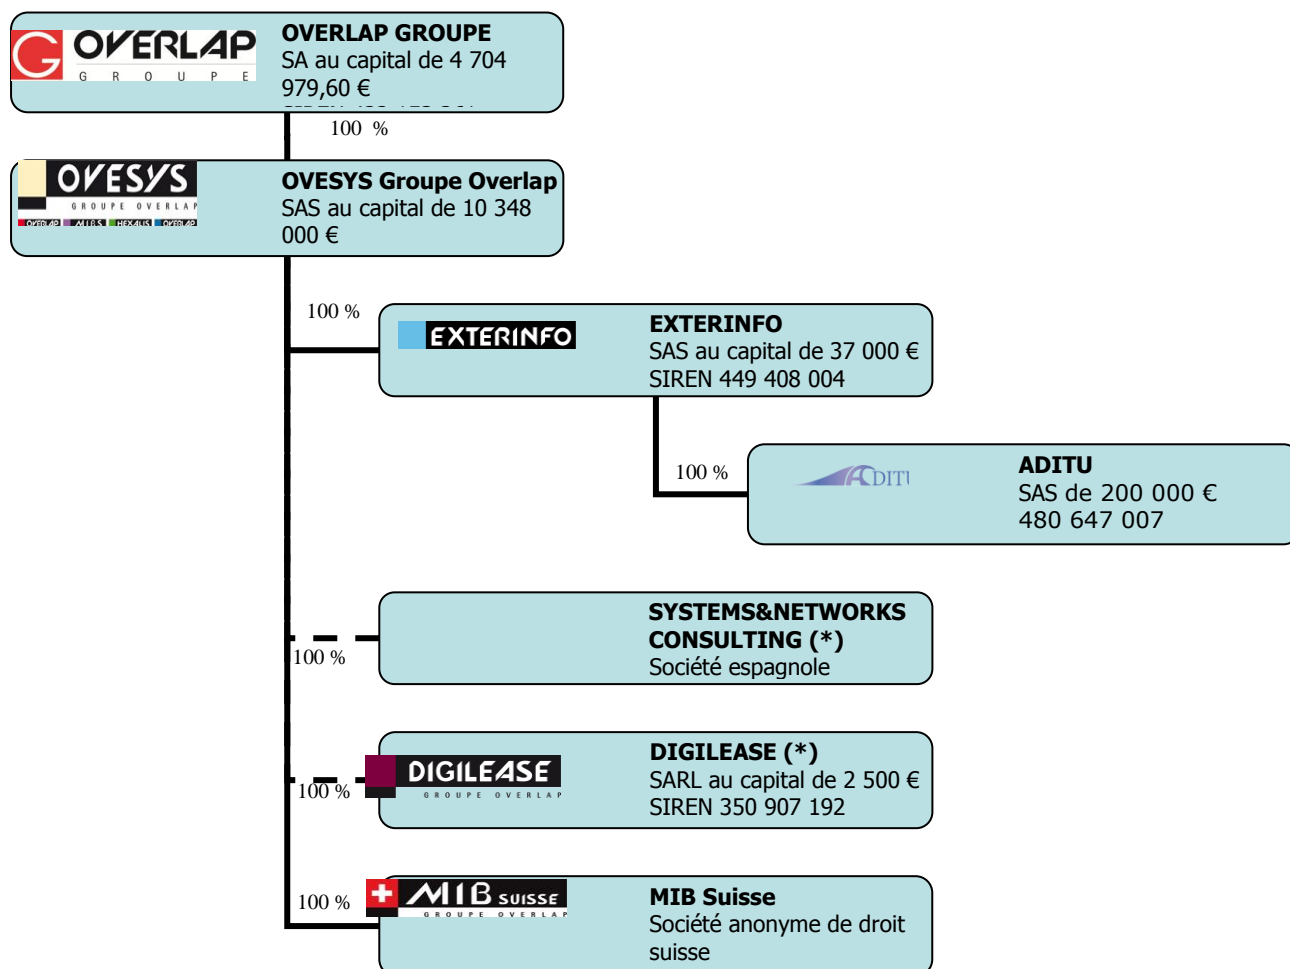 OVERLAP
GROUPE
OVERLAP GROUPE
SA au capital de 4 704
979,60 €
100 %
OVESYS
GROUPE OVERLAP
OVERLAP M.I.B.S HEXALIS OVERLAP
OVESYS Groupe Overlap
SAS au capital de 10 348
000 €
100 %
EXTERINFO
EXTERINFO
SAS au capital de 37 000 €
SIREN 449 408 004
100 %
ADITU
ADITU
SAS de 200 000 €
480 647 007
100 %
SYSTEMS&NETWORKS
CONSULTING (*)
Société espagnole
100 %
DIGILEASE
GROUPE OVERLAP
DIGILEASE (*)
SARL au capital de 2 500 €
SIREN 350 907 192
100 %
MIB SUISSE
GROUPE OVERLAP
MIB Suisse
Société anonyme de droit
suisse